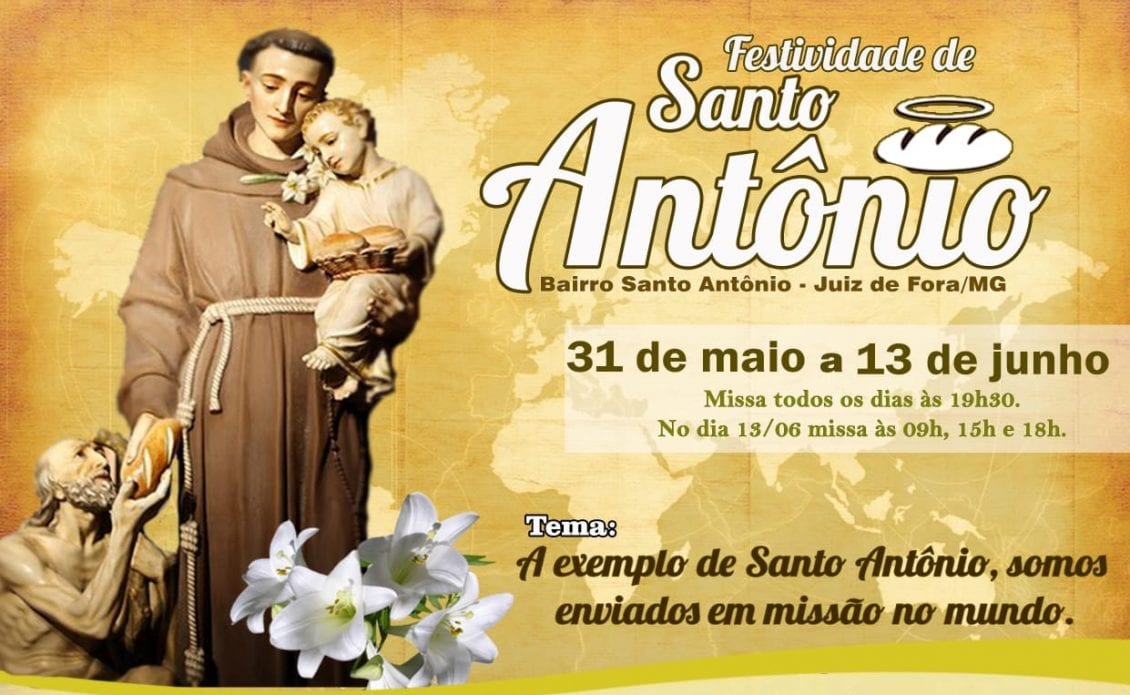 Festividade de
Santo
Antônio
Bairro Santo Antônio - Juiz de Fora/MG
31 de maio a 13 de junho
Missa todos os dias às 19h30.
No dia 13/06 missa às 09h, 15h e 18h.
Tema:
A exemplo de Santo Antônio, somos
enviados em missão no mundo.